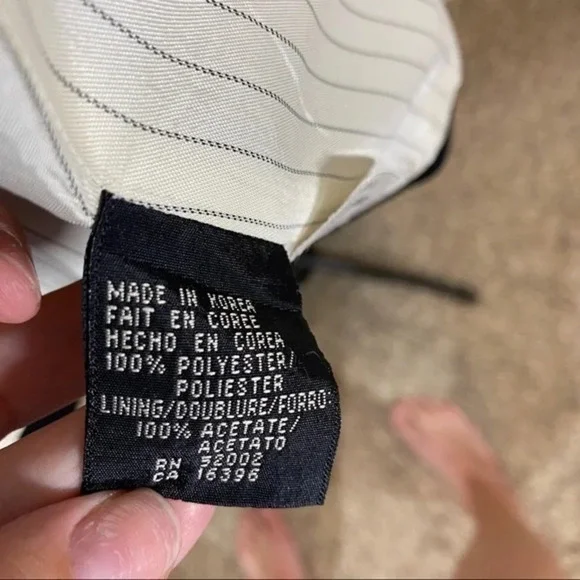 MADE IN KOREA
FAIT EN COREE
HECHO EN COREA
100% POLYESTER/
POLIESTER
LINING/DOUBLURE/FORRO:
100% ACETATE/
ACETATO
RN 52002
CA 16396